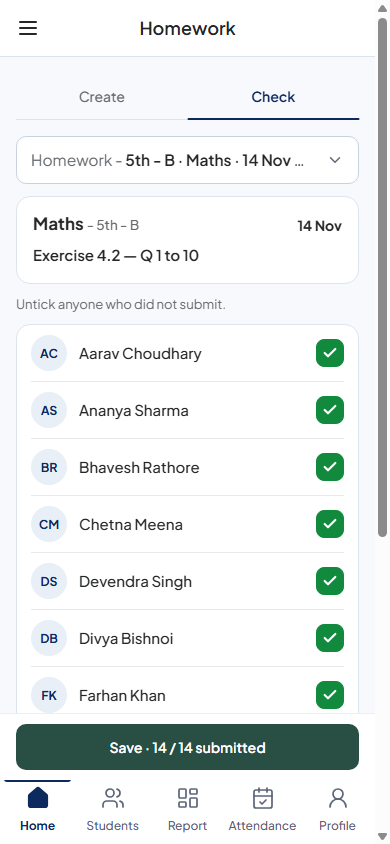 Homework
Create Check
Homework - 5th - B · Maths · 14 Nov ...
Maths - 5th - B 14 Nov
Exercise 4.2 — Q 1 to 10
Untick anyone who did not submit.
AC Aarav Choudhary
AS Ananya Sharma
BR Bhavesh Rathore
CM Chetna Meena
DS Devendra Singh
DB Divya Bishnoi
FK Farhan Khan
Save · 14 / 14 submitted
Home Students Report Attendance Profile